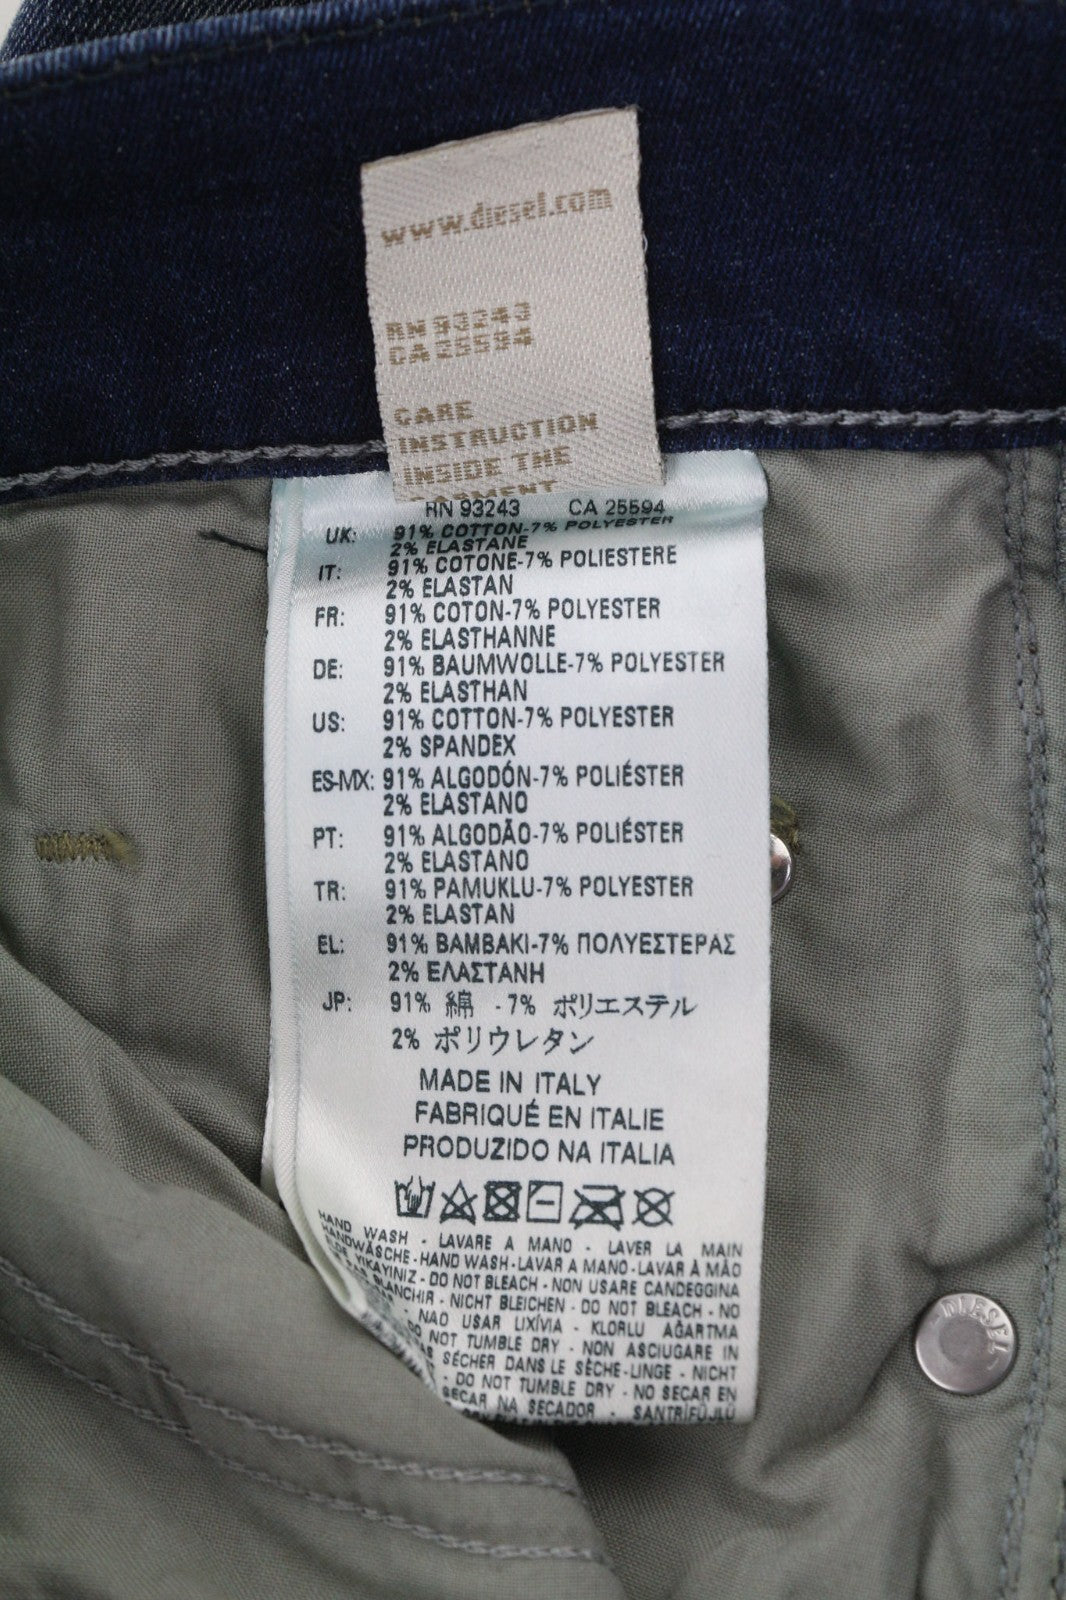 www.diesel.com
RN 93243
CA 25594
CARE
INSTRUCTION
INSIDE THE
GARMENT
RN 93243 CA 25594
UK: 91% COTTON-7% POLYESTER
2% ELASTANE
IT: 91% COTONE-7% POLIESTERE
2% ELASTAN
FR: 91% COTON-7% POLYESTER
2% ELASTHANNE
DE: 91% BAUMWOLLE-7% POLYESTER
2% ELASTHAN
US: 91% COTTON-7% POLYESTER
2% SPANDEX
ES-MX: 91% ALGODÓN-7% POLIÉSTER
2% ELASTANO
PT: 91% ALGODÃO-7% POLIÉSTER
2% ELASTANO
TR: 91% PAMUKLU-7% POLYESTER
2% ELASTAN
EL: 91% ΒΑΜΒΑΚΙ-7% ΠΟΛΥΕΣΤΕΡΑΣ
2% ΕΛΑΣΤΑΝΗ
JP: 91% 綿 -7% ポリエステル
2% ポリウレタン
MADE IN ITALY
FABRIQUÉ EN ITALIE
PRODUZIDO NA ITALIA
HAND WASH - LAVARE A MANO - LAVER LA MAIN
HANDWÄSCHE-HAND WASH-LAVAR A MANO-LAVAR À MÃO
YIKAYINIZ - DO NOT BLEACH - NON USARE CANDEGGINA
BLANCHIR - NICHT BLEICHEN - DO NOT BLEACH - NO
NAO USAR LIXÍVIA - KLORLU AĞARTMA
DO NOT TUMBLE DRY - NON ASCIUGARE IN
SÉCHER DANS LE SÈCHE-LINGE - NICHT
- DO NOT TUMBLE DRY - NO SECAR EN
SECAR NA SECADOR - SANTRİFÜJLÜ
DIESEL